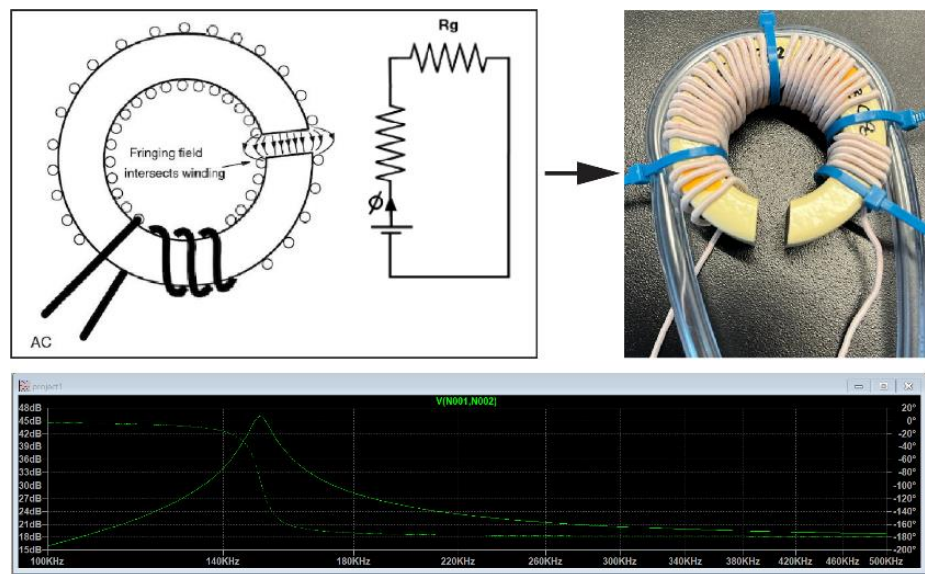 Rg
Fringing field
intersects winding
ϕ
AC
project1
V(N001,N002)
48dB
45dB
42dB
39dB
36dB
33dB
30dB
27dB
24dB
21dB
18dB
15dB
20°
0°
-20°
-40°
-60°
-80°
-100°
-120°
-140°
-160°
-180°
-200°
100KHz
140KHz
180KHz
220KHz
260KHz
300KHz
340KHz
380KHz
420KHz
460KHz
500KHz